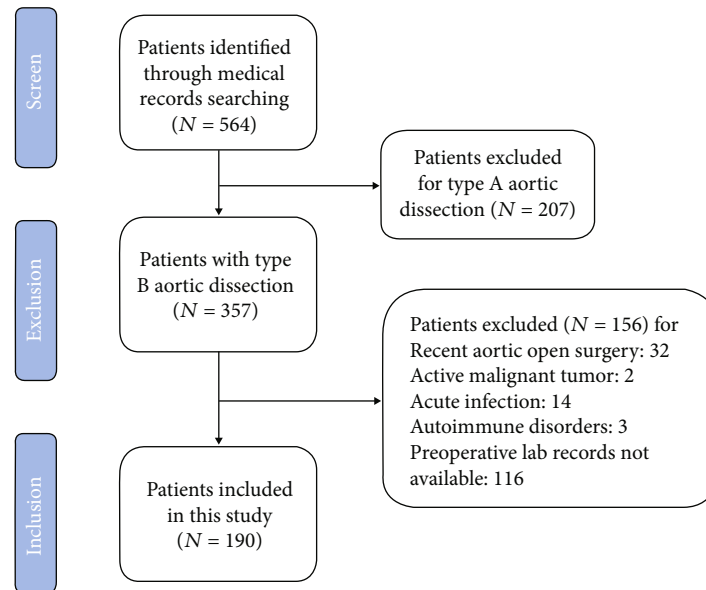 Screen
Patients identified
through medical
records searching
(N = 564)
Patients excluded
for type A aortic
dissection (N = 207)
Exclusion
Patients with type
B aortic dissection
(N = 357)
Patients excluded (N = 156) for
Recent aortic open surgery: 32
Active malignant tumor: 2
Acute infection: 14
Autoimmune disorders: 3
Preoperative lab records not
available: 116
Inclusion
Patients included
in this study
(N = 190)